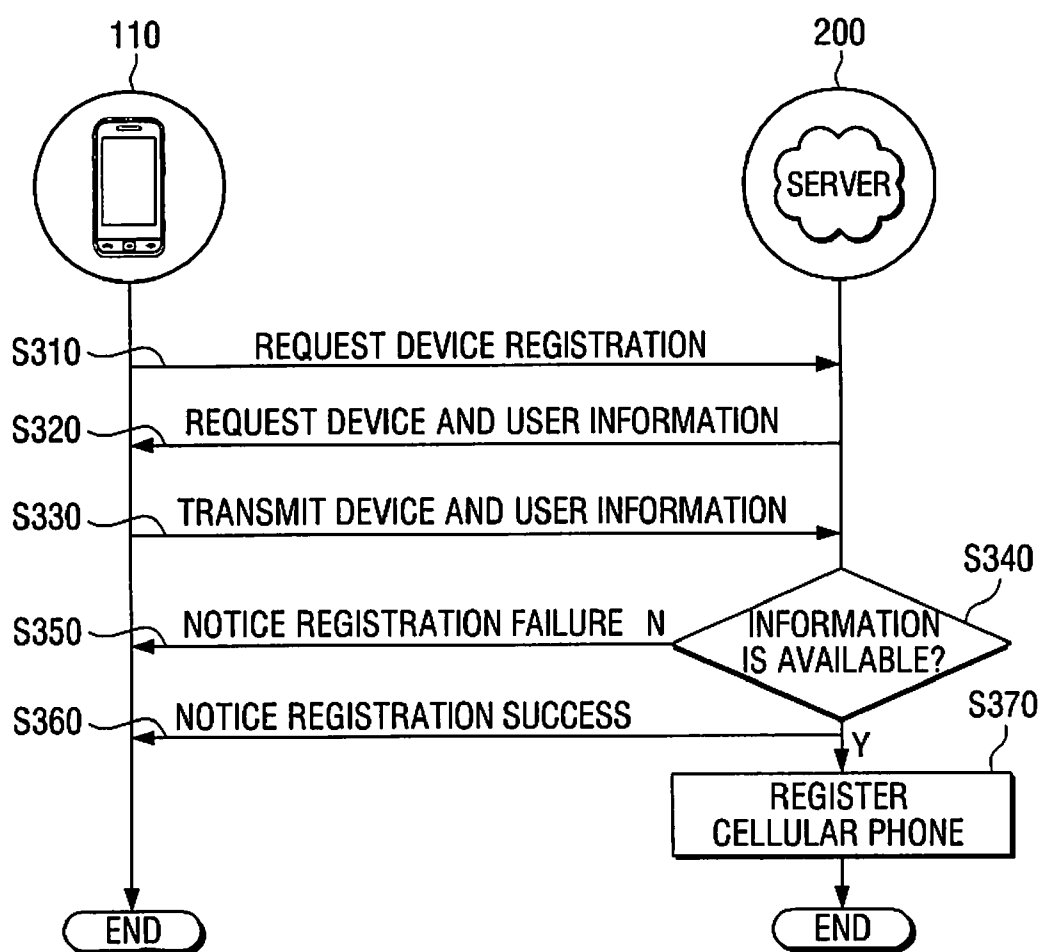 110
200
SERVER
S310
REQUEST DEVICE REGISTRATION
S320
REQUEST DEVICE AND USER INFORMATION
S330
TRANSMIT DEVICE AND USER INFORMATION
S340
S350
NOTICE REGISTRATION FAILURE N
INFORMATION
IS AVAILABLE?
S360
NOTICE REGISTRATION SUCCESS
Y
S370
REGISTER
CELLULAR PHONE
END
END